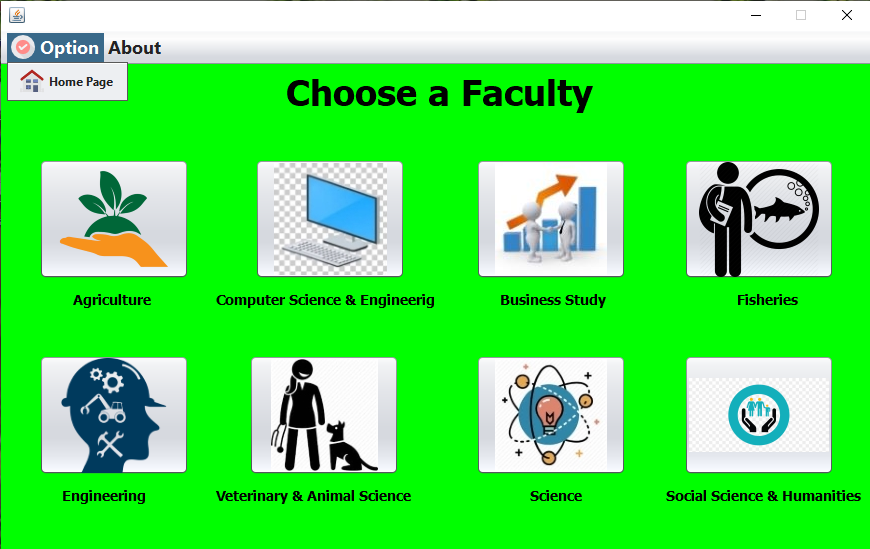 Option About
Home Page
Choose a Faculty
Agriculture
Computer Science & Engineerig
Business Study
Fisheries
Engineering
Veterinary & Animal Science
Science
Social Science & Humanities